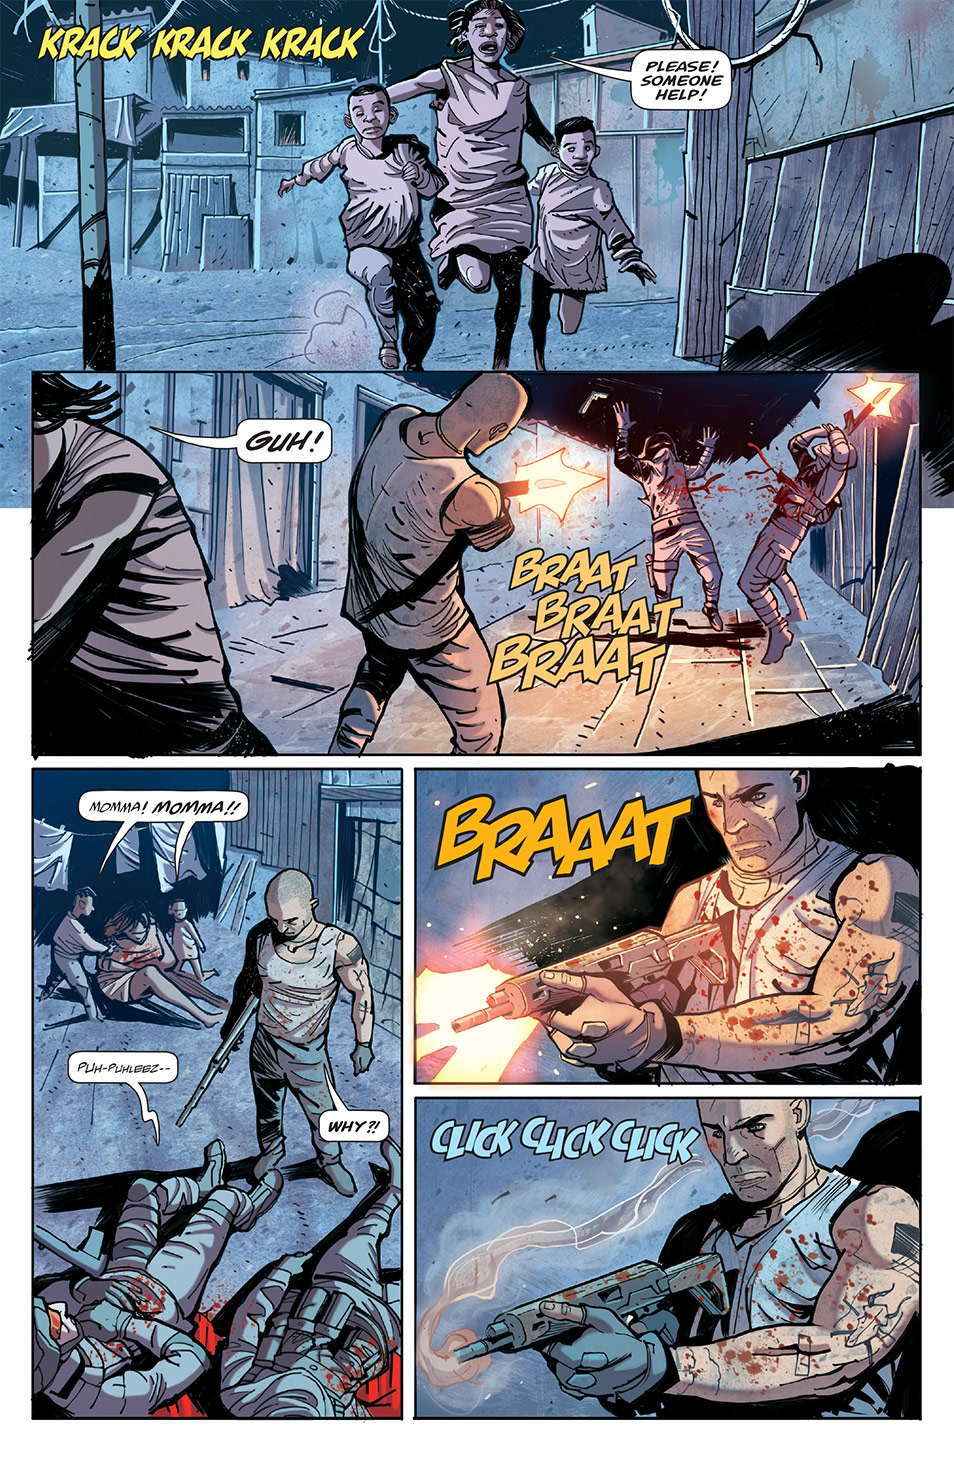 KRACK KRACK KRACK
PLEASE!
SOMEONE
HELP!
GUH!
BRAAT
BRAAT
BRAAT
MOMMA! MOMMA!!
PUH-PUHLEEZ--
WHY?!
BRAAAT
CLICK CLICK CLICK